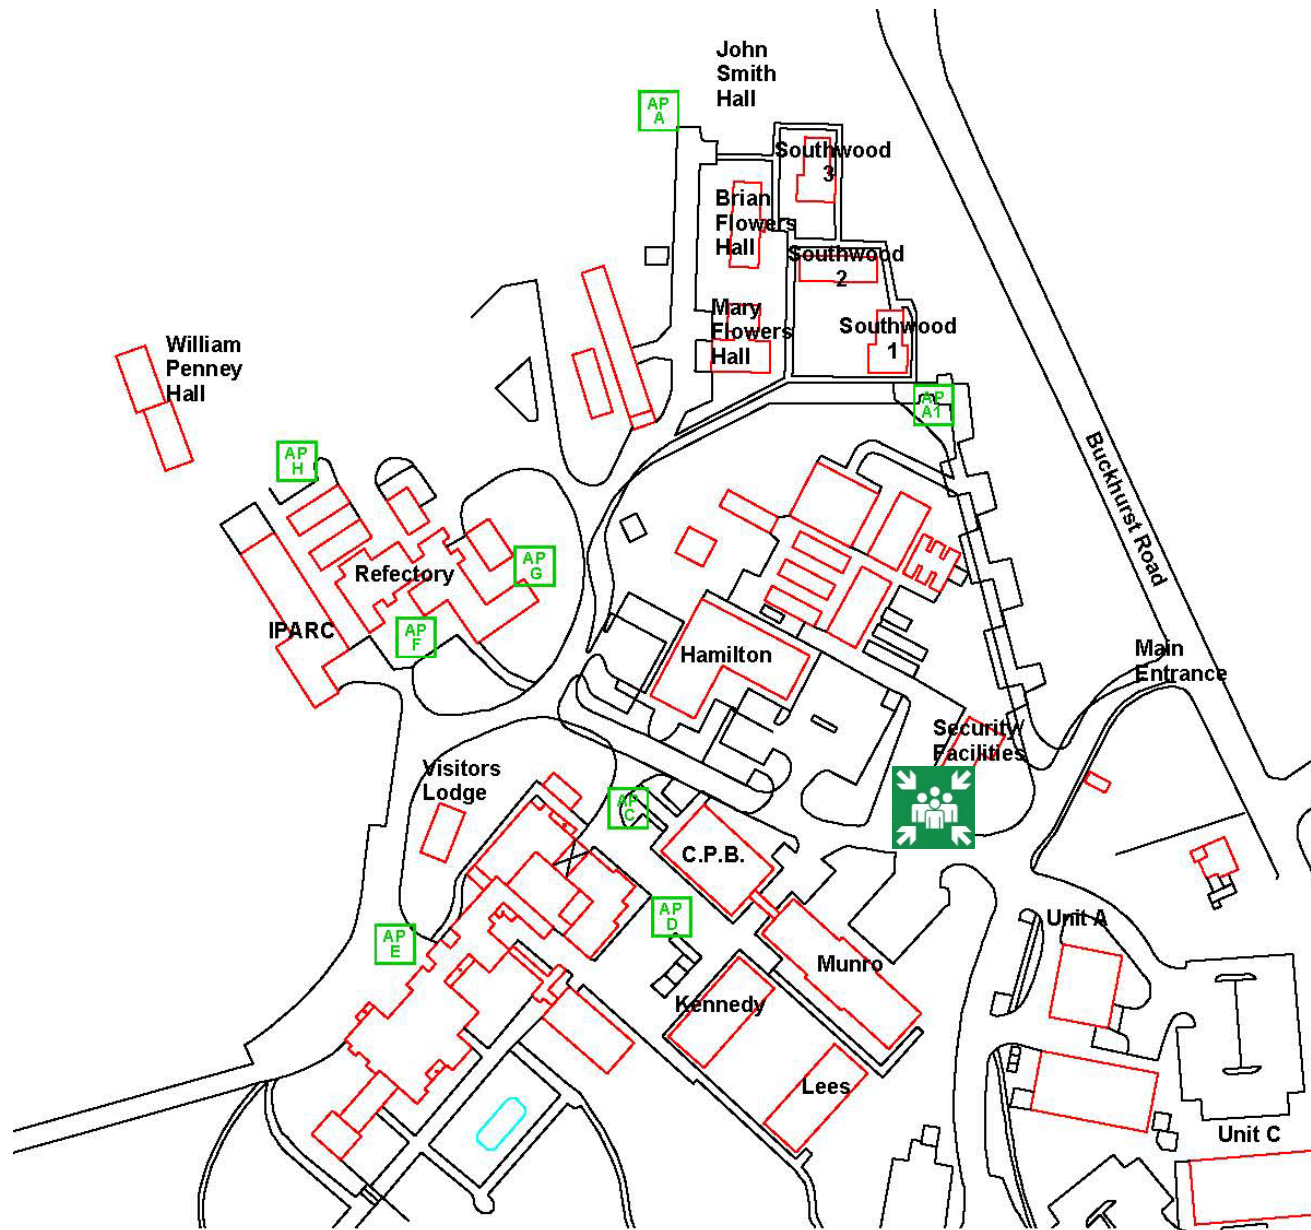 John
Smith
Hall
AP
A
Southwood
3
Brian
Flowers
Hall
Southwood
2
Mary
Flowers
Hall
Southwood
1
William
Penney
Hall
AP
A1
Buckhurst Road
AP
H
AP
G
Refectory
IPARC
AP
F
Hamilton
Main
Entrance
Security/
Facilities
Visitors
Lodge
AP
C
C.P.B.
AP
D
AP
E
Unit A
Munro
Kennedy
Lees
Unit C